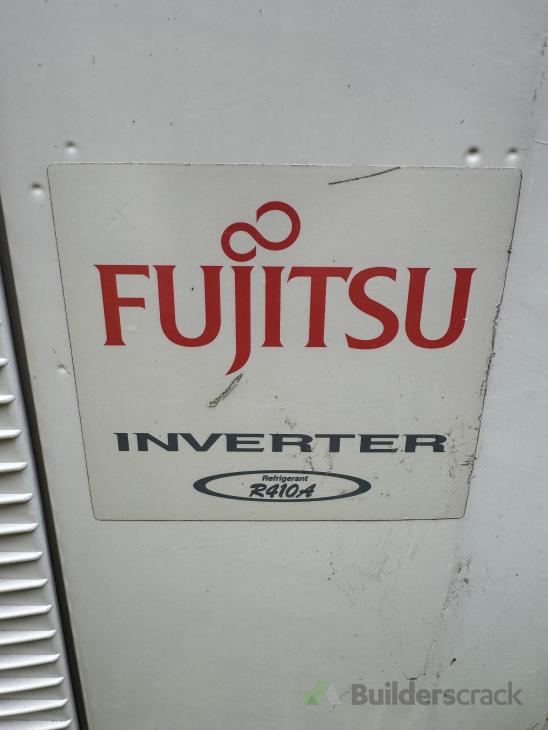 FUJITSU
INVERTER
Refrigerant
R410A
Builderscrack